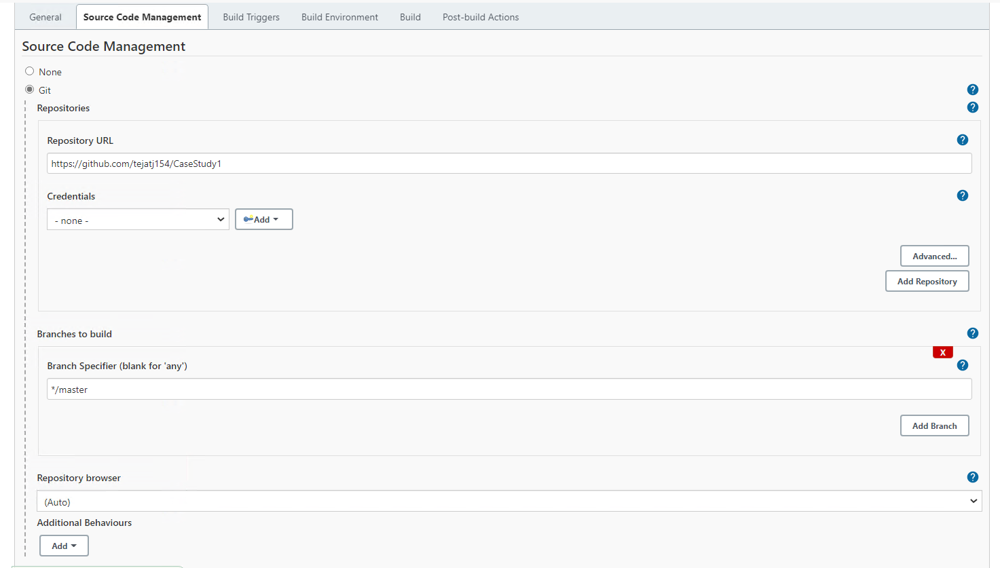 General Source Code Management Build Triggers Build Environment Build Post-build Actions
Source Code Management
None
Git
?
Repositories
?
Repository URL
?
https://github.com/tejatj154/CaseStudy1
Credentials
?
- none -
Add
Advanced...
Add Repository
Branches to build
?
X
Branch Specifier (blank for 'any')
?
*/master
Add Branch
Repository browser
?
(Auto)
Additional Behaviours
Add